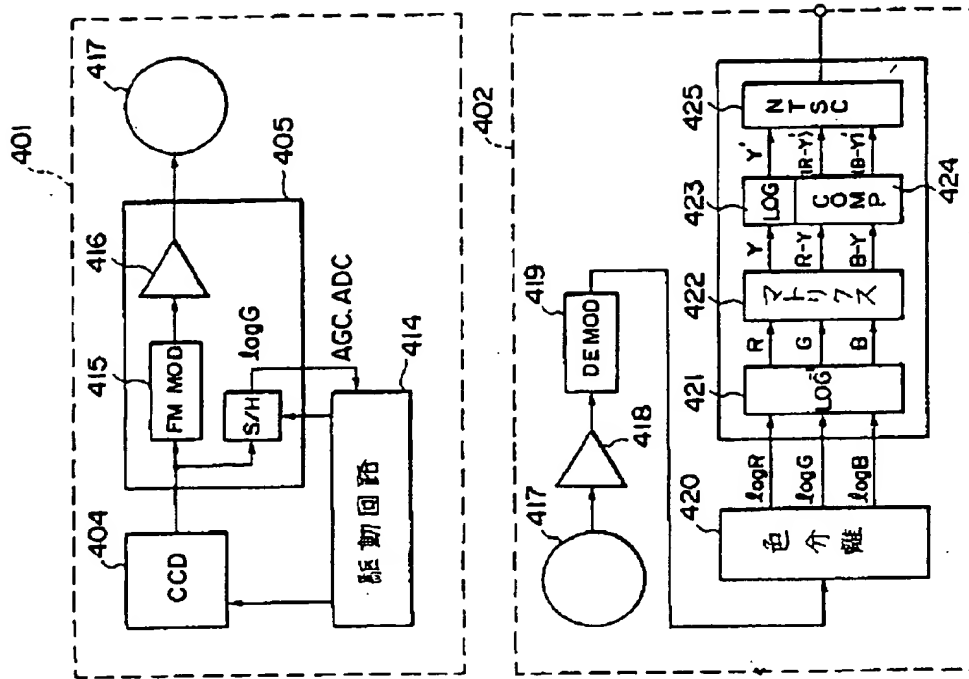 401
404
CCD
415
FM MOD
416
417
S/H
logG
405
AGC.ADC
駆動回路
414
402
417
418
419
DEMOD
420
色分離
logR
logG
logB
421
LOG
R
G
B
422
マトリクス
Y
R-Y
B-Y
423
LOG
COMP
424
Y'
(R-Y)'
(B-Y)'
425
NTSC